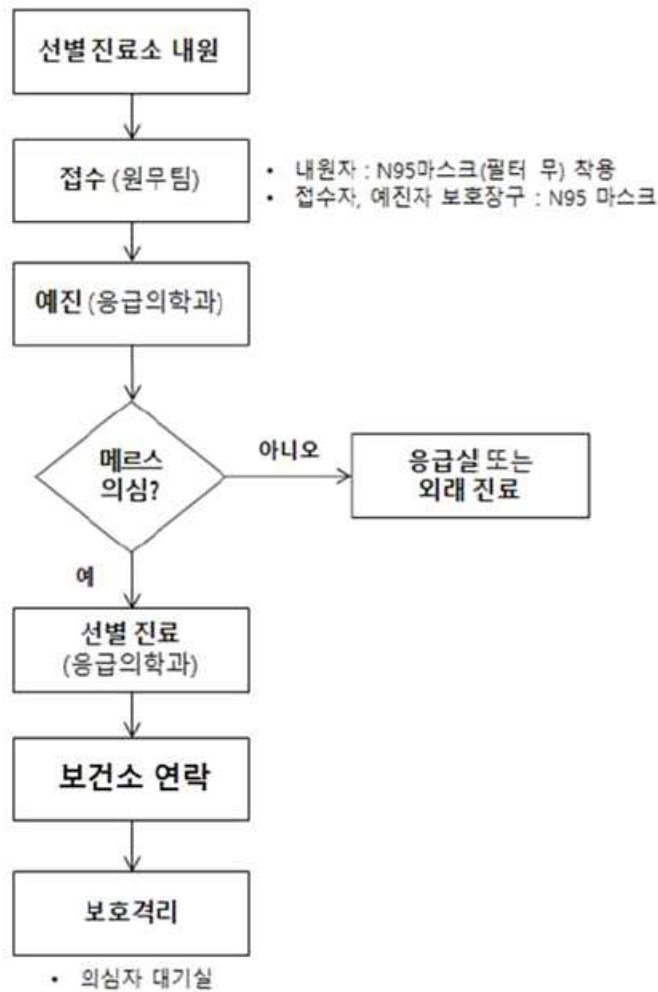 선별 진료소 내원
접수 (원무팀)
• 내원자 : N95마스크(필터 무) 착용
• 접수자, 예진자 보호장구 : N95 마스크
예진 (응급의학과)
메르스
의심?
아니오
응급실 또는
외래 진료
예
선별 진료
(응급의학과)
보건소 연락
보호격리
• 의심자 대기실